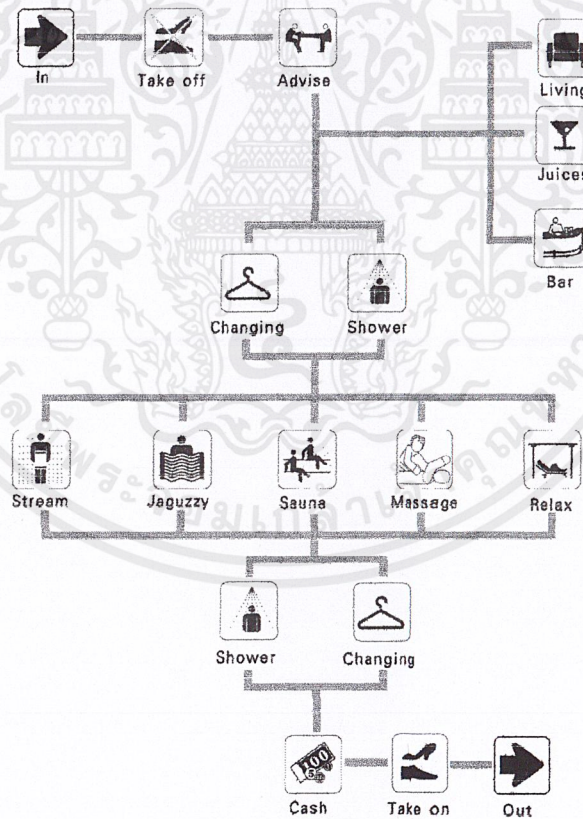 In
Take off
Advise
Living
Juices
Bar
Changing
Shower
Stream
Jaguzzy
Sauna
Massage
Relax
Shower
Changing
100
Cash
Take on
Out